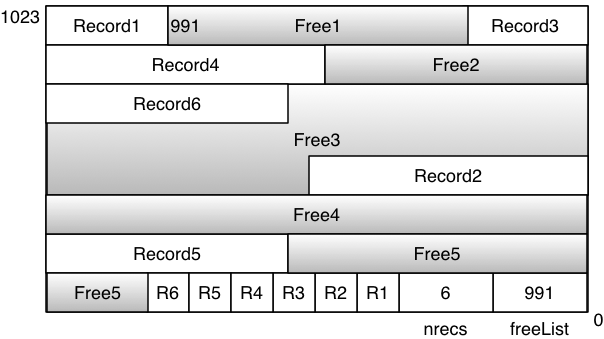 1023
Record1
991
Free1
Record3
Record4
Free2
Record6
Free3
Record2
Free4
Record5
Free5
Free5
R6
R5
R4
R3
R2
R1
6
991
0
nrecs
freeList